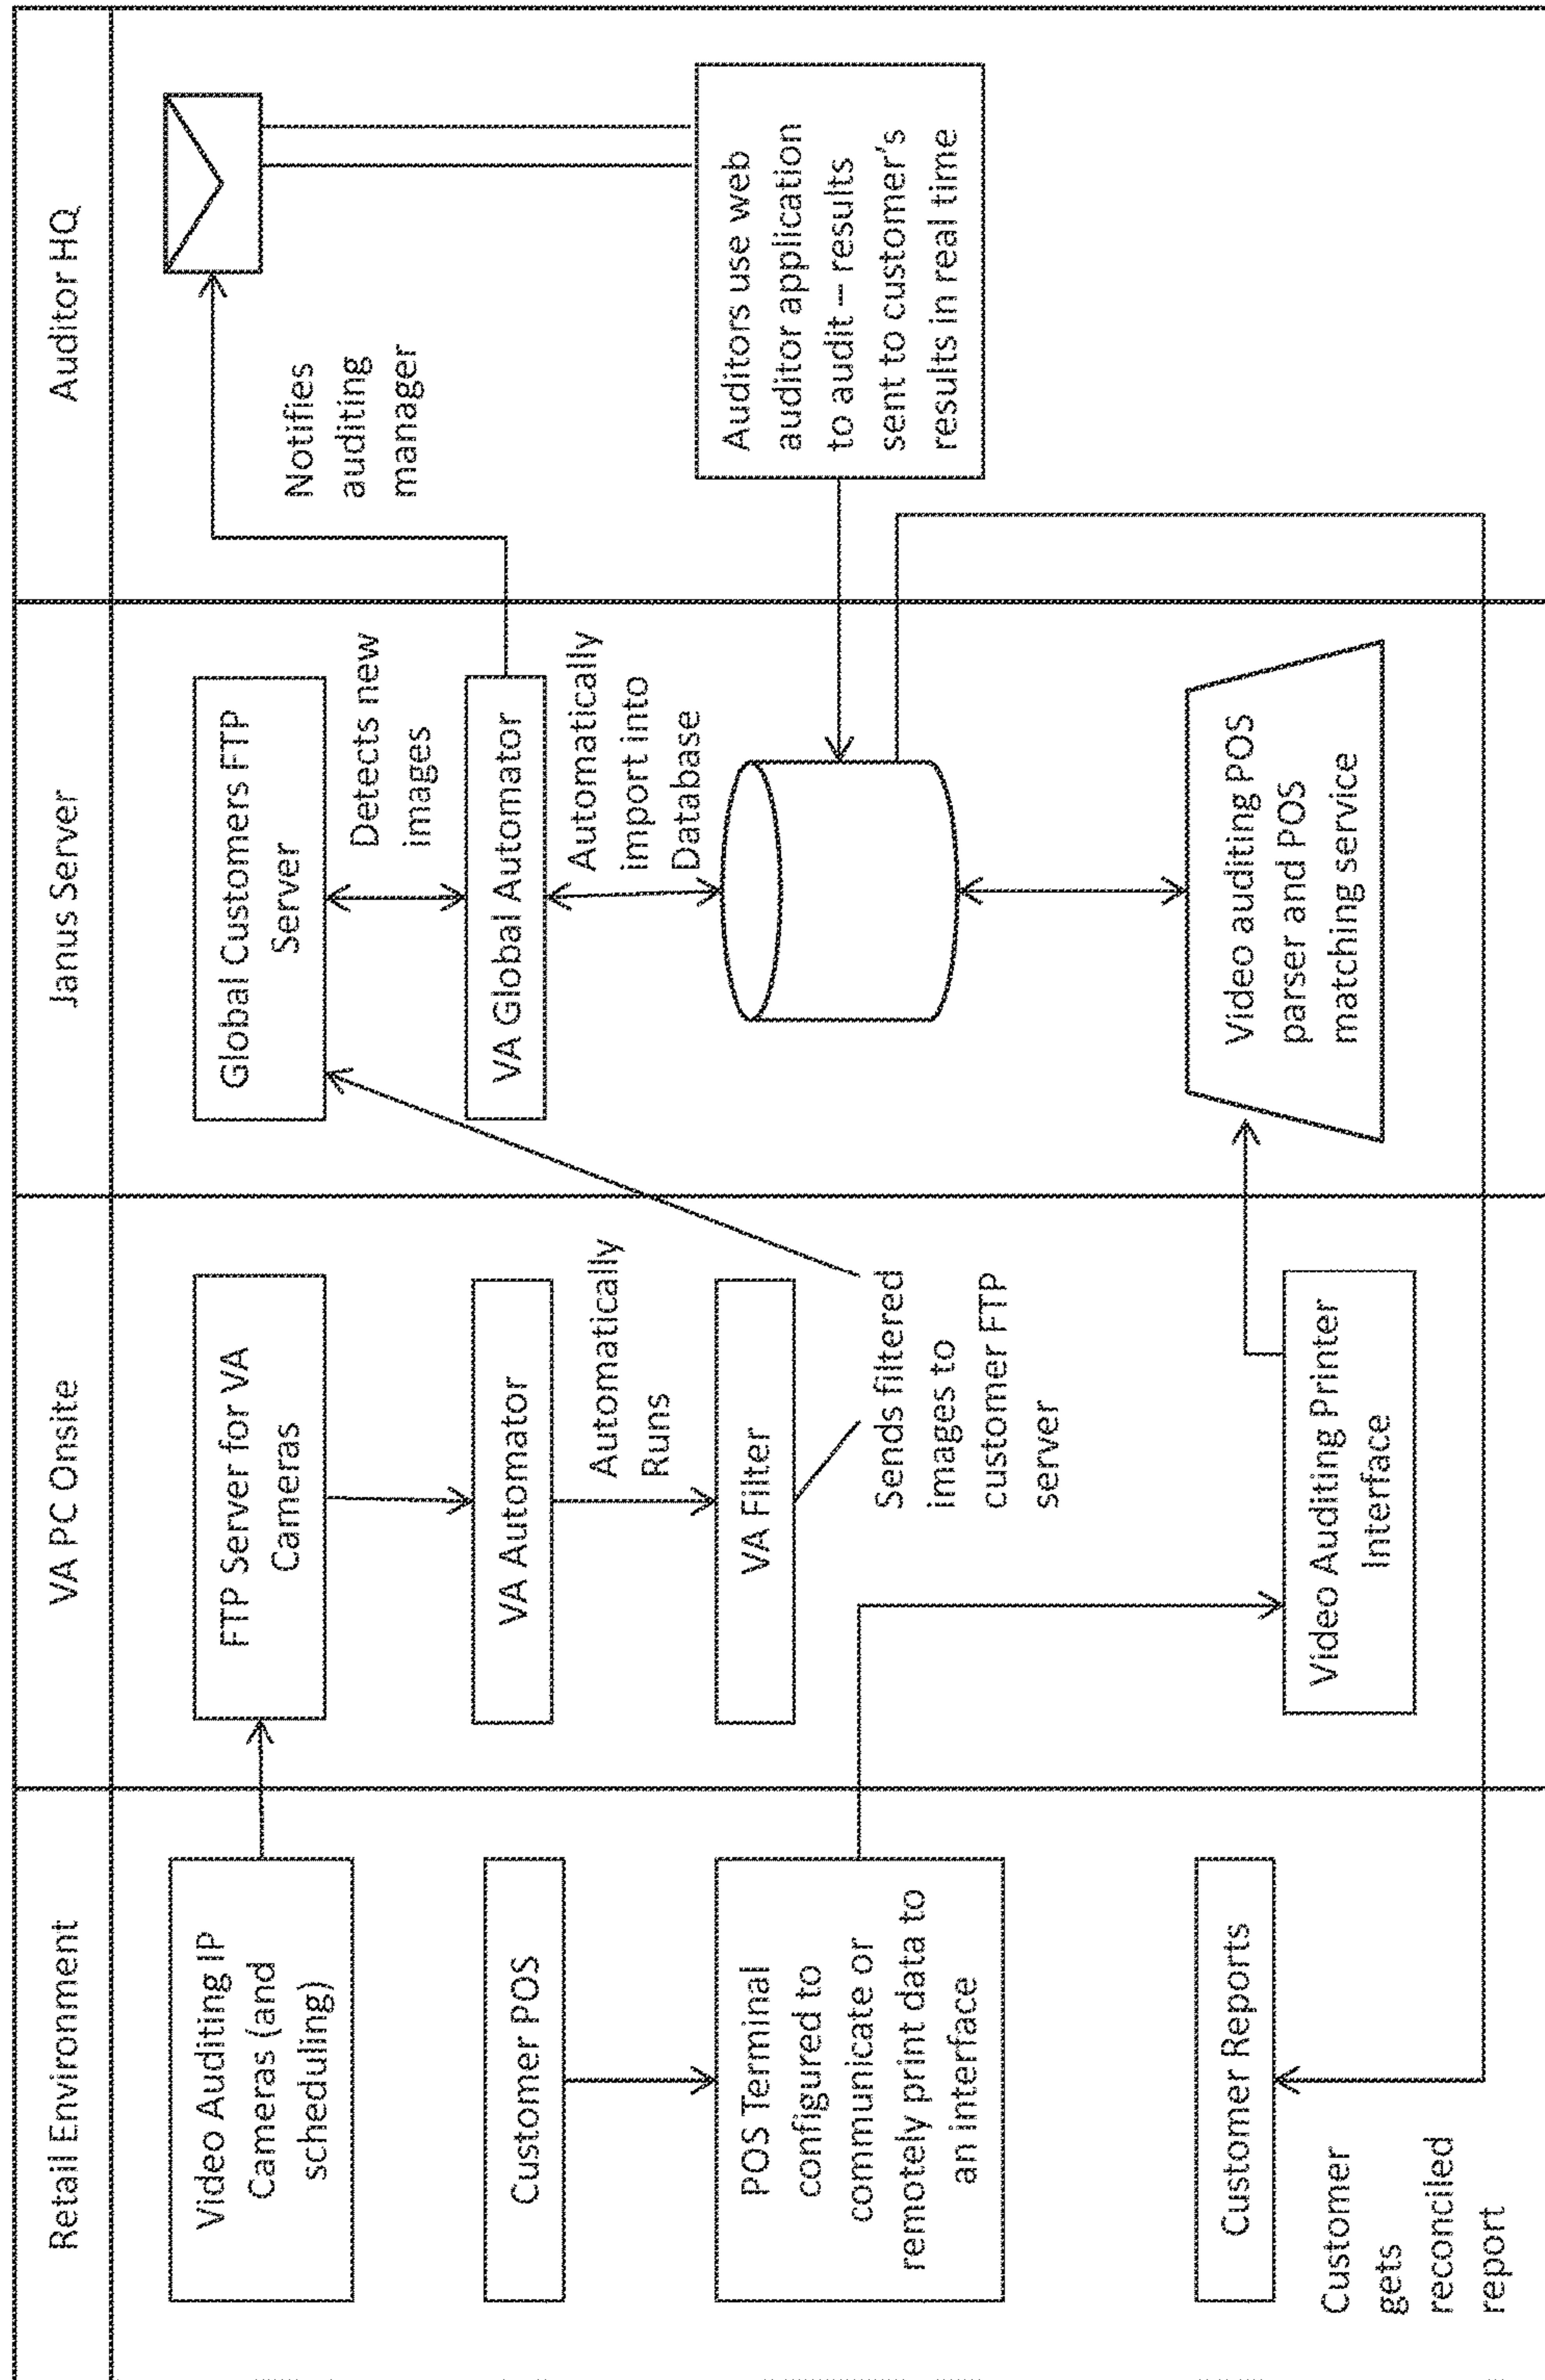 Retail Environment
VA PC Onsite
Janus Server
Auditor HQ
Video Auditing IP
Cameras (and
scheduling)
Customer POS
POS Terminal
configured to
communicate or
remotely print data to
an interface
Customer Reports
Customer
gets
reconciled
report
FTP Server for VA
Cameras
VA Automator
Automatically
Runs
VA Filter
Sends filtered
images to
customer FTP
server
Video Auditing Printer
Interface
Global Customers FTP
Server
Detects new
images
VA Global Automator
Automatically
import into
Database
Video auditing POS
parser and POS
matching service
Notifies
auditing
manager
Auditors use web
auditor application
to audit – results
sent to customer's
results in real time